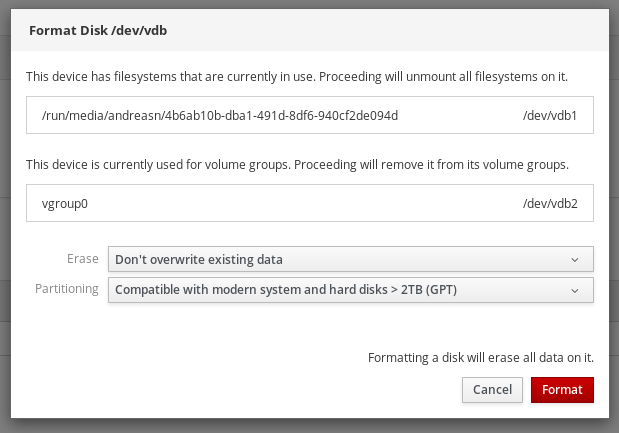 Format Disk /dev/vdb
This device has filesystems that are currently in use. Proceeding will unmount all filesystems on it.
/run/media/andreasn/4b6ab10b-dba1-491d-8df6-940cf2de094d /dev/vdb1
This device is currently used for volume groups. Proceeding will remove it from its volume groups.
vgroup0 /dev/vdb2
Erase Don't overwrite existing data
Partitioning Compatible with modern system and hard disks > 2TB (GPT)
Formatting a disk will erase all data on it.
Cancel Format